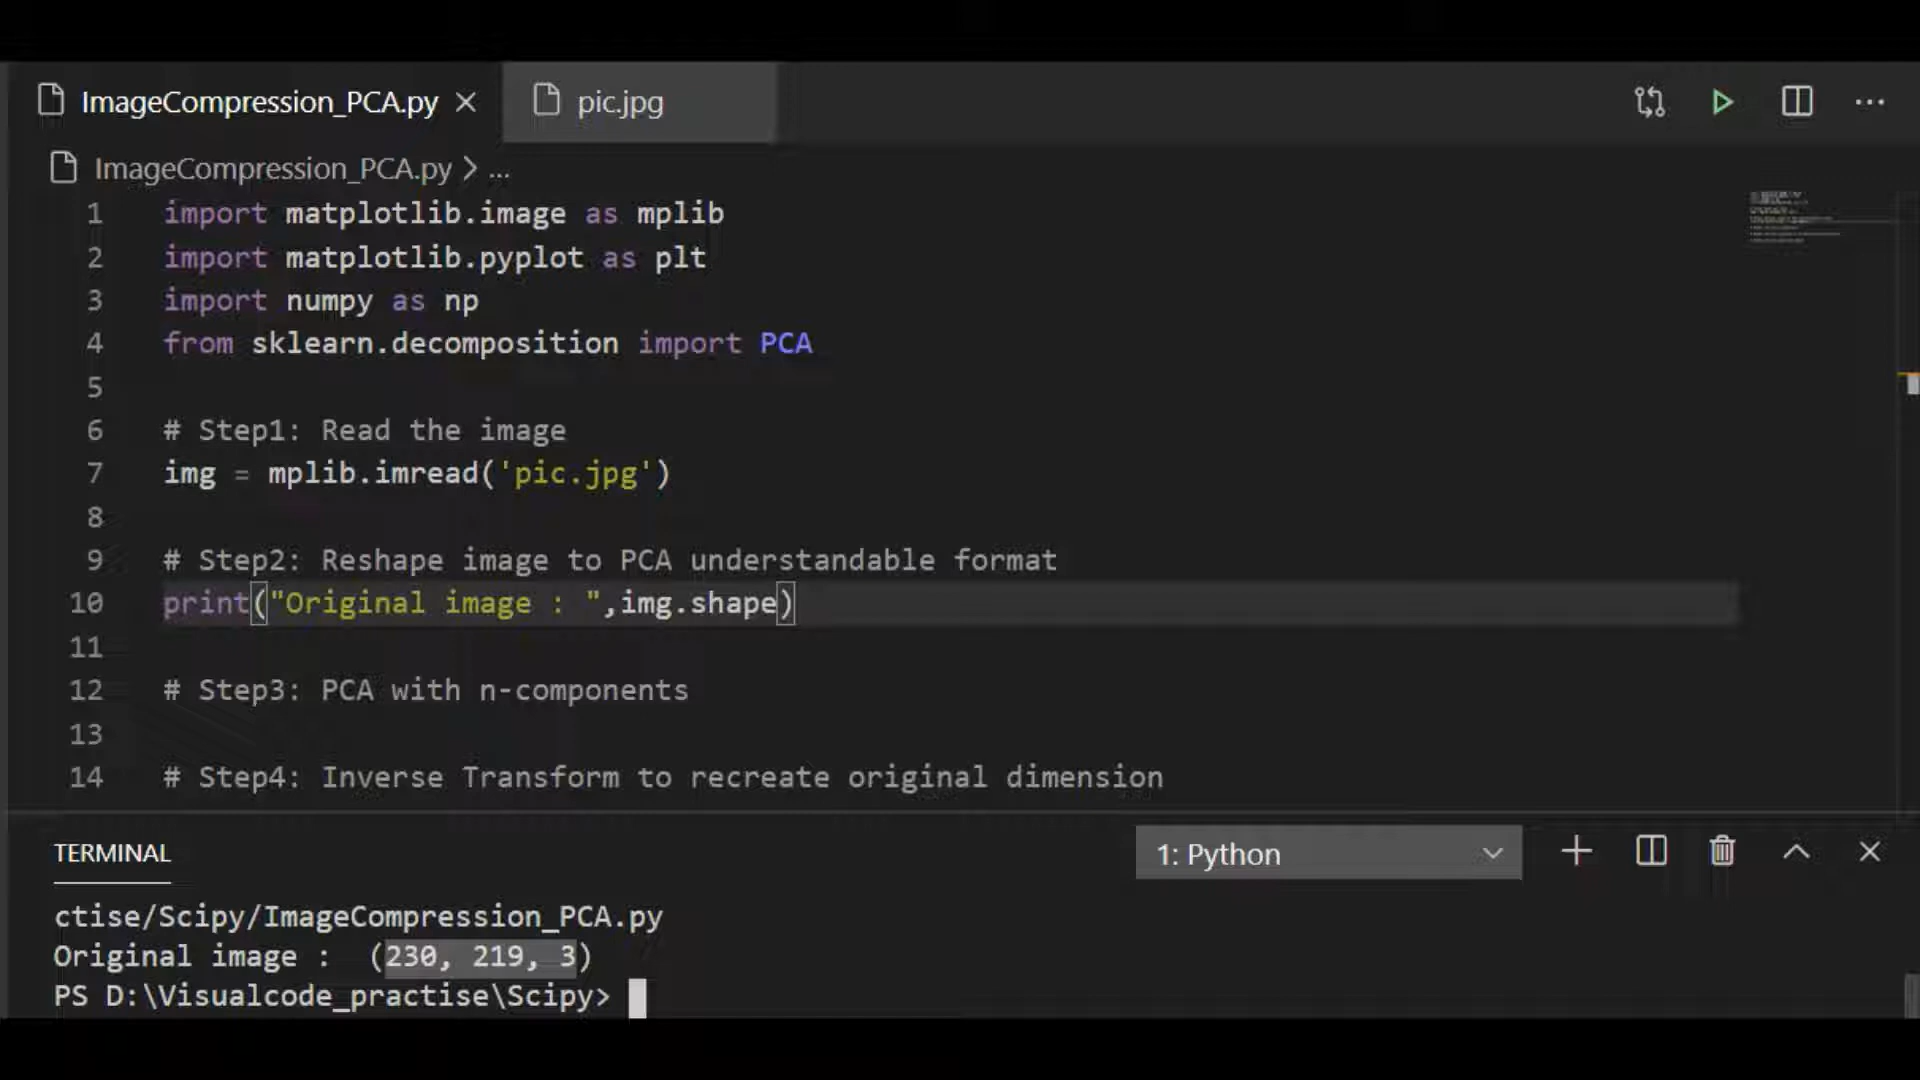 ImageCompression_PCA.py
pic.jpg
ImageCompression_PCA.py > ...
1 import matplotlib.image as mplib
2 import matplotlib.pyplot as plt
3 import numpy as np
4 from sklearn.decomposition import PCA
5
6 # Step1: Read the image
7 img = mplib.imread('pic.jpg')
8
9 # Step2: Reshape image to PCA understandable format
10 print("Original image : ",img.shape)
11
12 # Step3: PCA with n-components
13
14 # Step4: Inverse Transform to recreate original dimension
TERMINAL
1: Python
ctise/Scipy/ImageCompression_PCA.py
Original image :  (230, 219, 3)
PS D:\Visualcode_practise\Scipy>